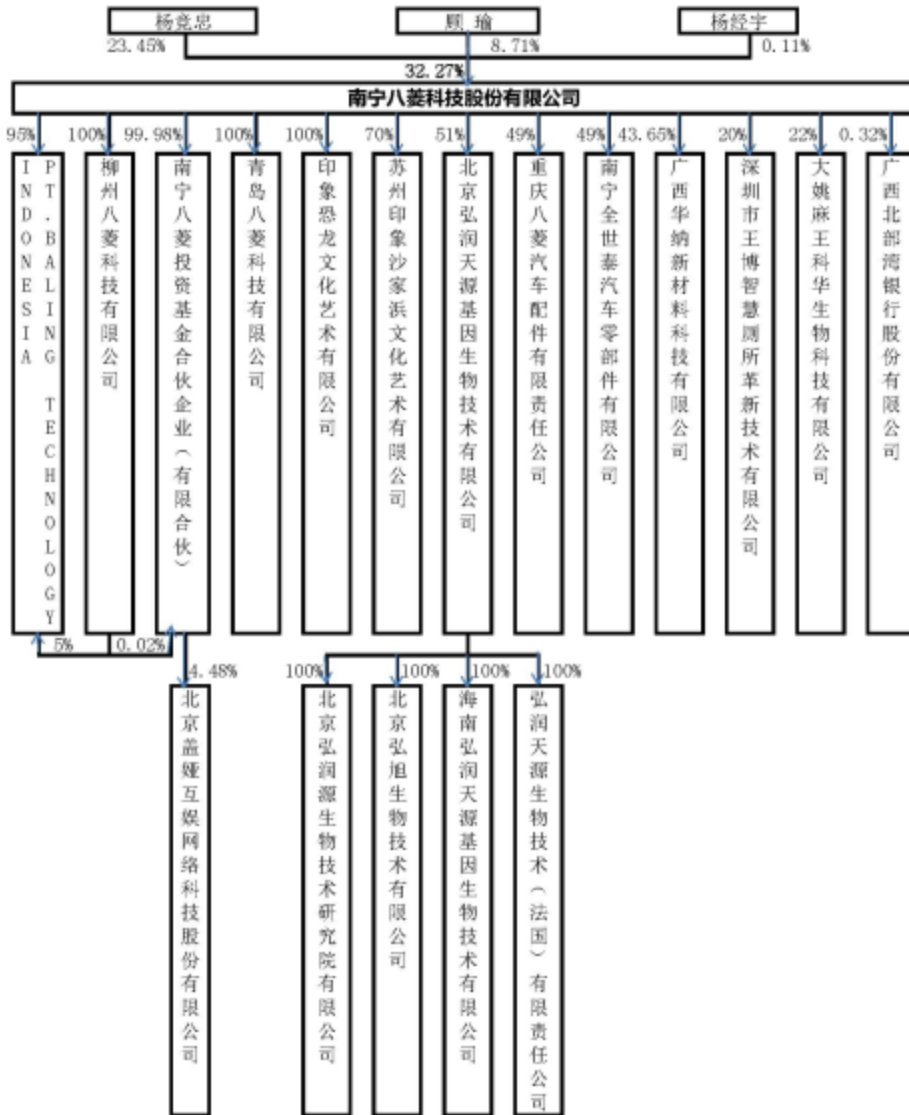 杨竞忠
顾 瑜
杨经宇
23.45%
8.71%
0.11%
32.27%
南宁八菱科技股份有限公司
95%
100%
99.98%
100%
100%
70%
51%
49%
49%
43.65%
20%
22%
0.32%
PT.BALING TECHNOLOGY
INDONESIA
柳州八菱科技有限公司
南宁八菱投资基金合伙企业（有限合伙）
青岛八菱科技有限公司
印象恐龙文化艺术有限公司
苏州印象沙家浜文化艺术有限公司
北京弘润天源基因生物技术有限公司
重庆八菱汽车配件有限责任公司
南宁全世泰汽车零部件有限公司
广西华纳新材料科技有限公司
深圳市王博智慧厕所革新技术有限公司
大姚麻王科华生物科技有限公司
广西北部湾银行股份有限公司
5%
0.02%
4.48%
100%
100%
100%
100%
北京盖娅互娱网络科技股份有限公司
北京弘润源生物技术研究院有限公司
北京弘旭生物技术有限公司
海南弘润天源基因生物技术有限公司
弘润天源生物技术（法国）有限责任公司